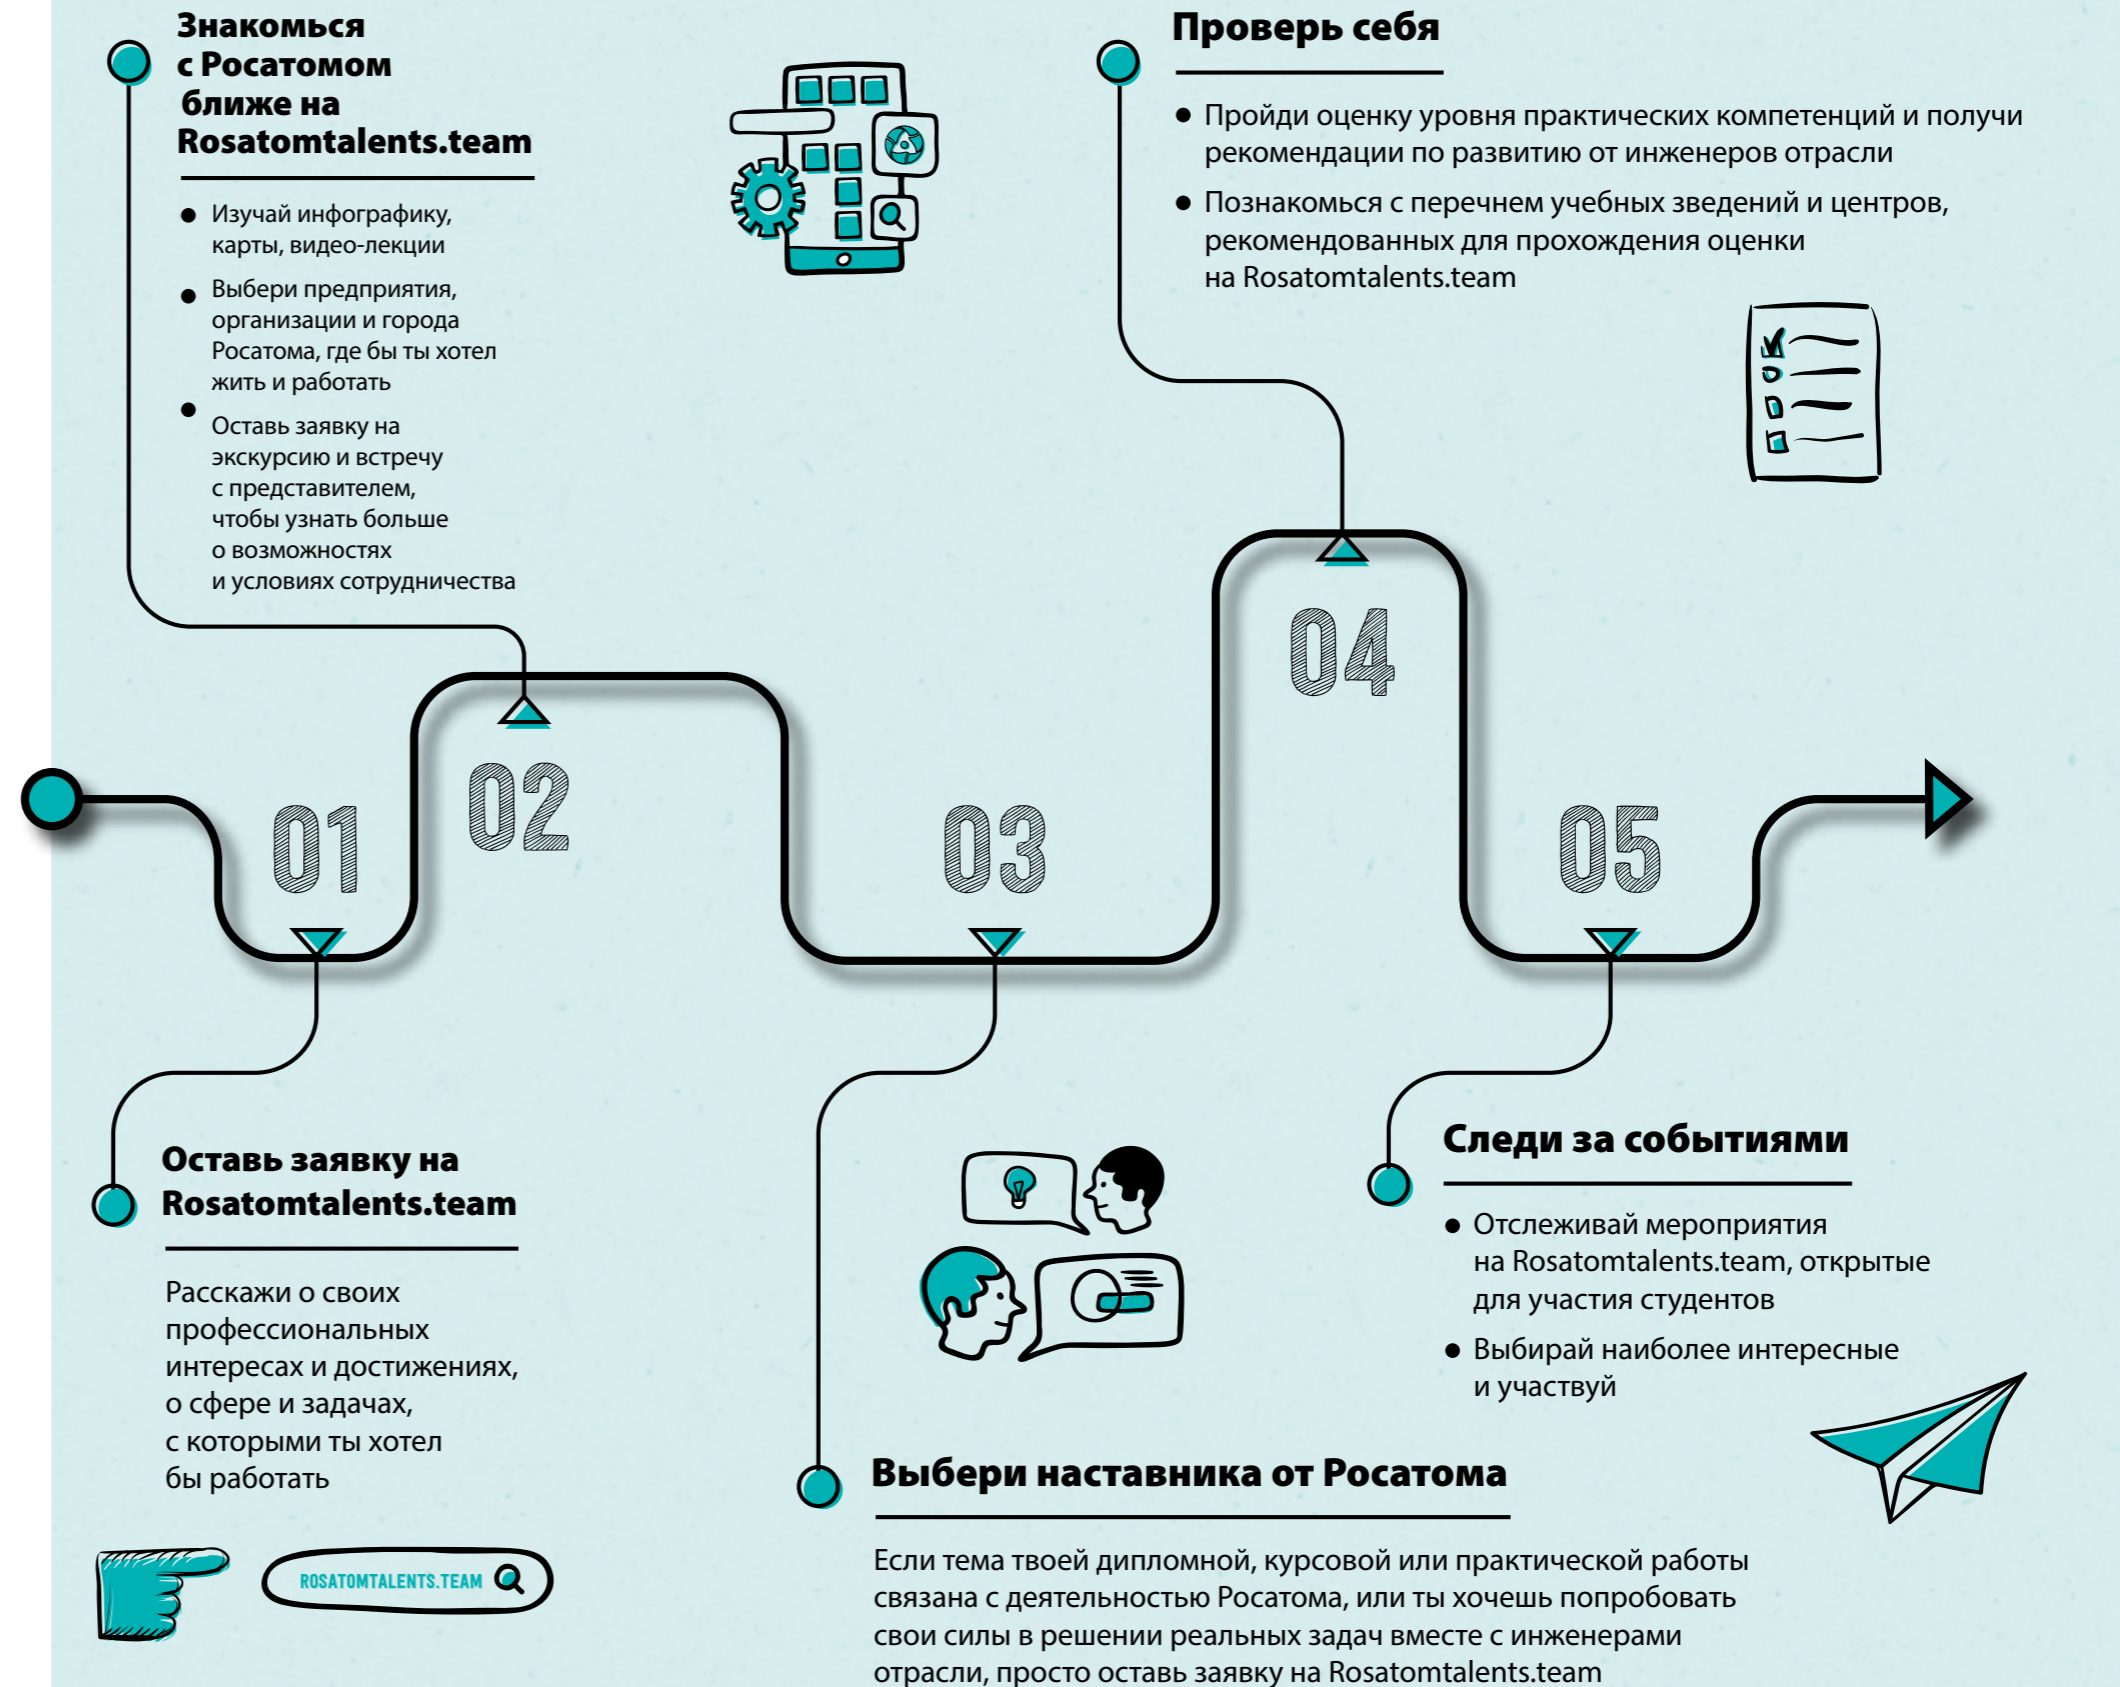 Знакомься
с Росатомом
ближе на
Rosatomtalents.team
Изучай инфографику,
карты, видео-лекции
Выбери предприятия,
организации и города
Росатома, где бы ты хотел
жить и работать
Оставь заявку на
экскурсию и встречу
с представителем,
чтобы узнать больше
о возможностях
и условиях сотрудничества
Проверь себя
Пройди оценку уровня практических компетенций и получи
рекомендации по развитию от инженеров отрасли
Познакомься с перечнем учебных зведений и центров,
рекомендованных для прохождения оценки
на Rosatomtalents.team
01
02
03
04
05
Оставь заявку на
Rosatomtalents.team
Расскажи о своих
профессиональных
интересах и достижениях,
о сфере и задачах,
с которыми ты хотел
бы работать
ROSATOMTALENTS.TEAM
Выбери наставника от Росатома
Если тема твоей дипломной, курсовой или практической работы
связана с деятельностью Росатома, или ты хочешь попробовать
свои силы в решении реальных задач вместе с инженерами
отрасли, просто оставь заявку на Rosatomtalents.team
Следи за событиями
Отслеживай мероприятия
на Rosatomtalents.team, открытые
для участия студентов
Выбирай наиболее интересные
и участвуй